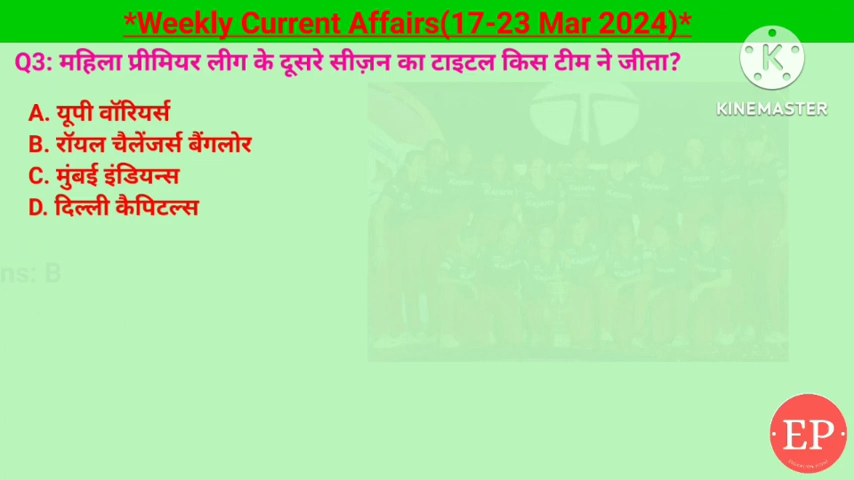 *Weekly Current Affairs(17-23 Mar 2024)*
Q3: महिला प्रीमियर लीग के दूसरे सीज़न का टाइटल किस टीम ने जीता?
KINEMASTER
A. यूपी वॉरियर्स
B. रॉयल चैलेंजर्स बैंगलोर
C. मुंबई इंडियन्स
D. दिल्ली कैपिटल्स
ns: B
EP